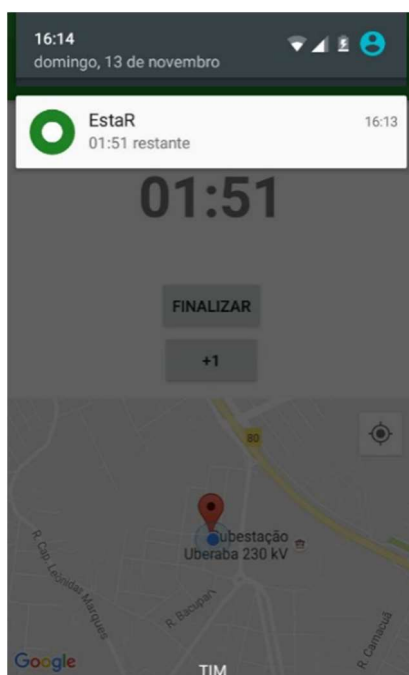 16:14
domingo, 13 de novembro
EstaR
16:13
01:51 restante
01:51
FINALIZAR
+1
80
ubestação
Uberaba 230 kV
R. Cap. Leônidas Marques
R. Bacupari
R. Camacuã
Google
TIM